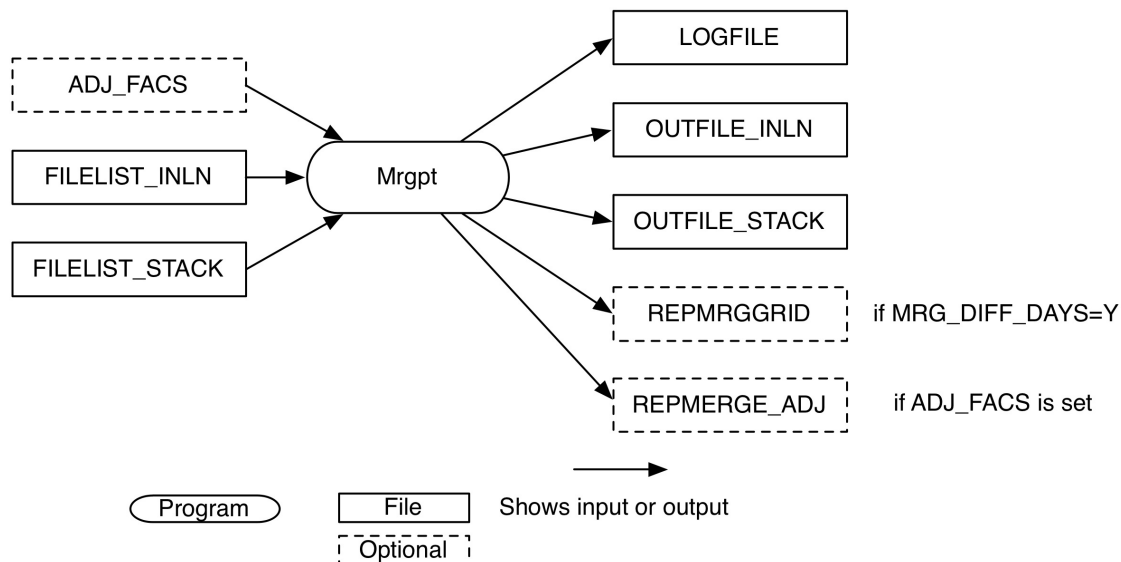 LOGFILE
ADJ_FACS
OUTFILE_INLN
FILELIST_INLN
Mrgpt
OUTFILE_STACK
FILELIST_STACK
REPMRGGRID
if MRG_DIFF_DAYS=Y
REPMERGE_ADJ
if ADJ_FACS is set
Program
File
Shows input or output
Optional